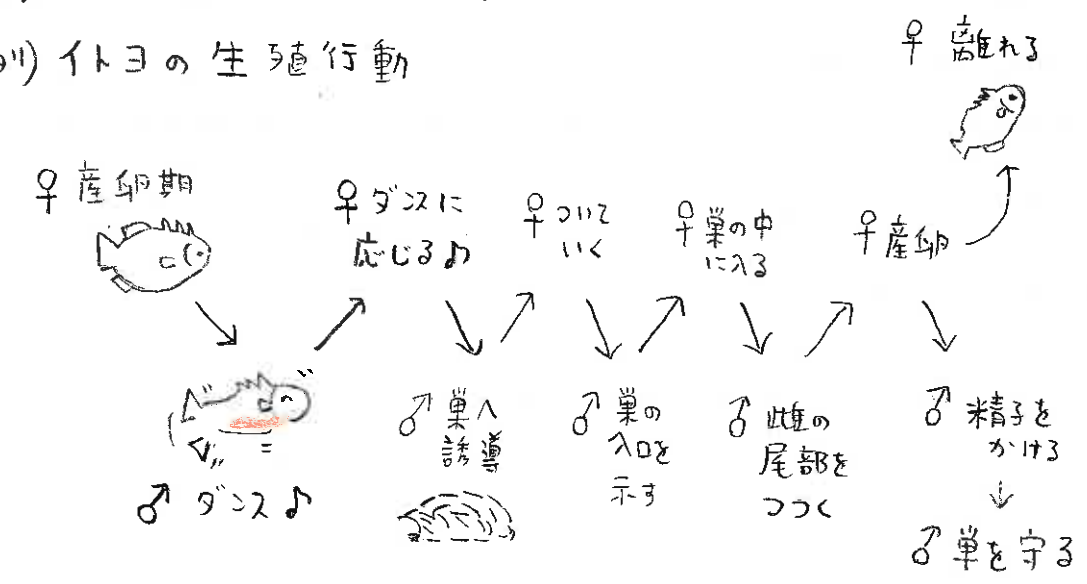 例) イトヨの生殖行動
♀ 離れる
♀ 産卵期
♀ ダンスに
応じる♪
♀ ついて
いく
♀ 巣の中
に入る
♀ 産卵
♂ ダンス♪
♂ 巣へ
誘導
♂ 巣の
入口を
示す
♂ 雌の
尾部を
つつく
♂ 精子を
かける
↓
♂ 巣を守る